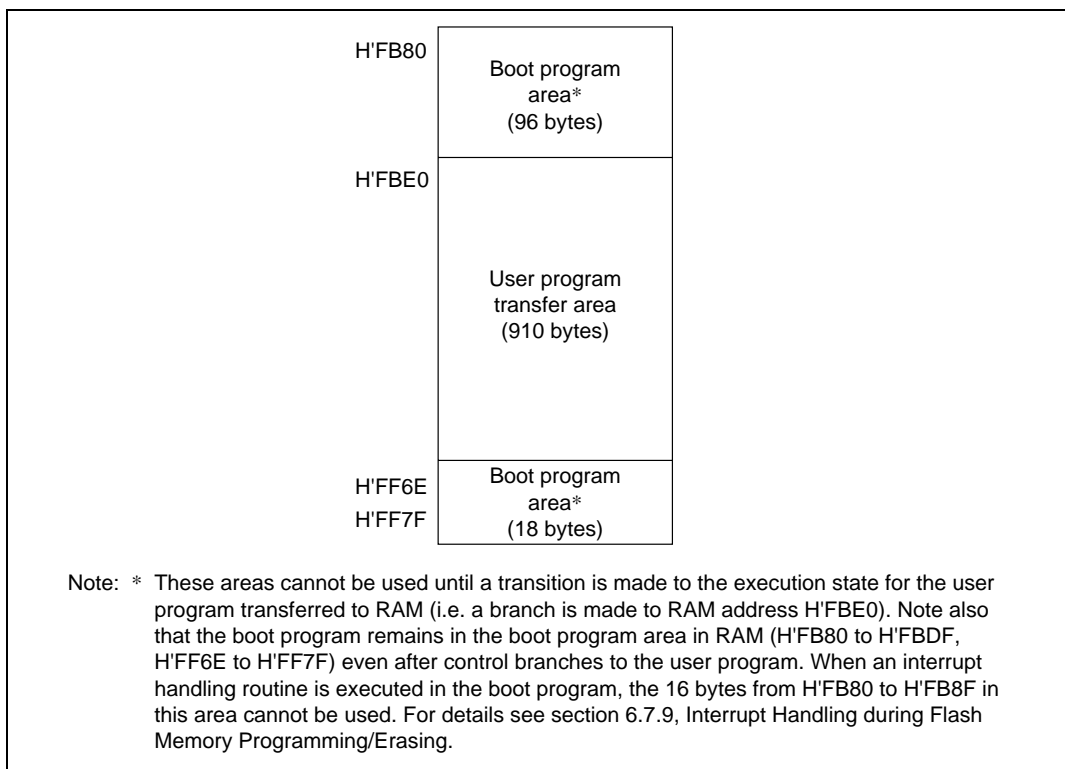 H'FB80
Boot program
area*
(96 bytes)
H'FBE0
User program
transfer area
(910 bytes)
H'FF6E
H'FF7F
Boot program
area*
(18 bytes)
Note: * These areas cannot be used until a transition is made to the execution state for the user
program transferred to RAM (i.e. a branch is made to RAM address H'FBE0). Note also
that the boot program remains in the boot program area in RAM (H'FB80 to H'FBDF,
H'FF6E to H'FF7F) even after control branches to the user program. When an interrupt
handling routine is executed in the boot program, the 16 bytes from H'FB80 to H'FB8F in
this area cannot be used. For details see section 6.7.9, Interrupt Handling during Flash
Memory Programming/Erasing.